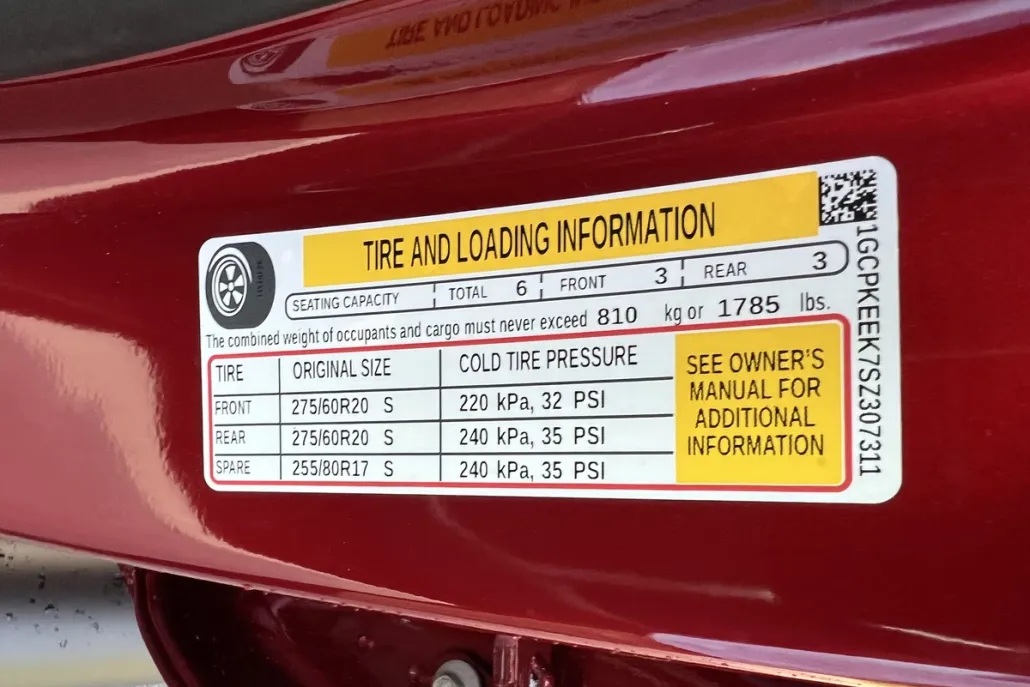 TIRE AND LOADING INFORMATION
SEATING CAPACITY TOTAL 6 FRONT 3 REAR 3
The combined weight of occupants and cargo must never exceed 810 kg or 1785 lbs.
TIRE ORIGINAL SIZE COLD TIRE PRESSURE
FRONT 275/60R20 S 220 kPa, 32 PSI
REAR 275/60R20 S 240 kPa, 35 PSI
SPARE 255/80R17 S 240 kPa, 35 PSI
SEE OWNER'S
MANUAL FOR
ADDITIONAL
INFORMATION
1GCPKEEK7SZ307311